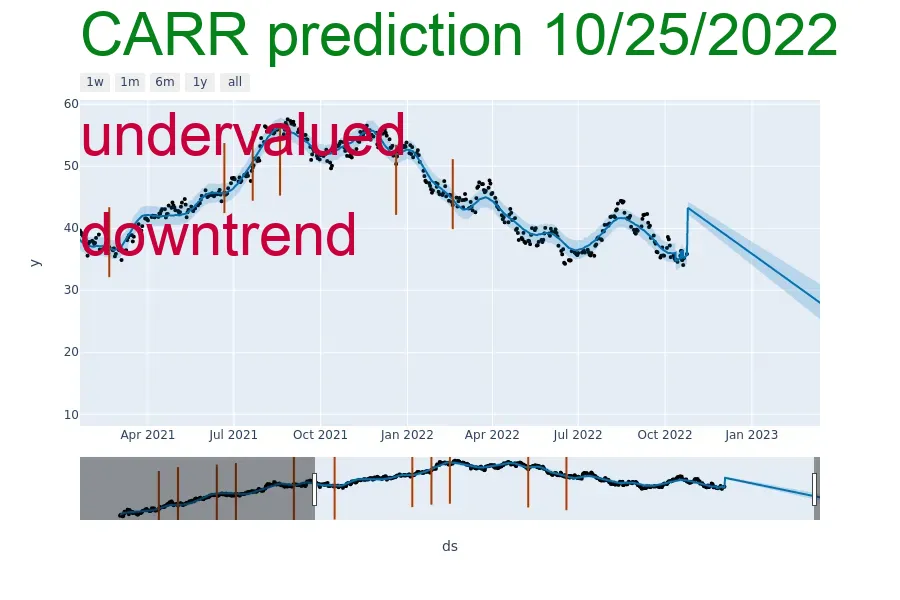 CARR prediction 10/25/2022
1w 1m 6m 1y all
undervalued
downtrend
60
50
40
30
20
10
y
Apr 2021 Jul 2021 Oct 2021 Jan 2022 Apr 2022 Jul 2022 Oct 2022 Jan 2023
ds